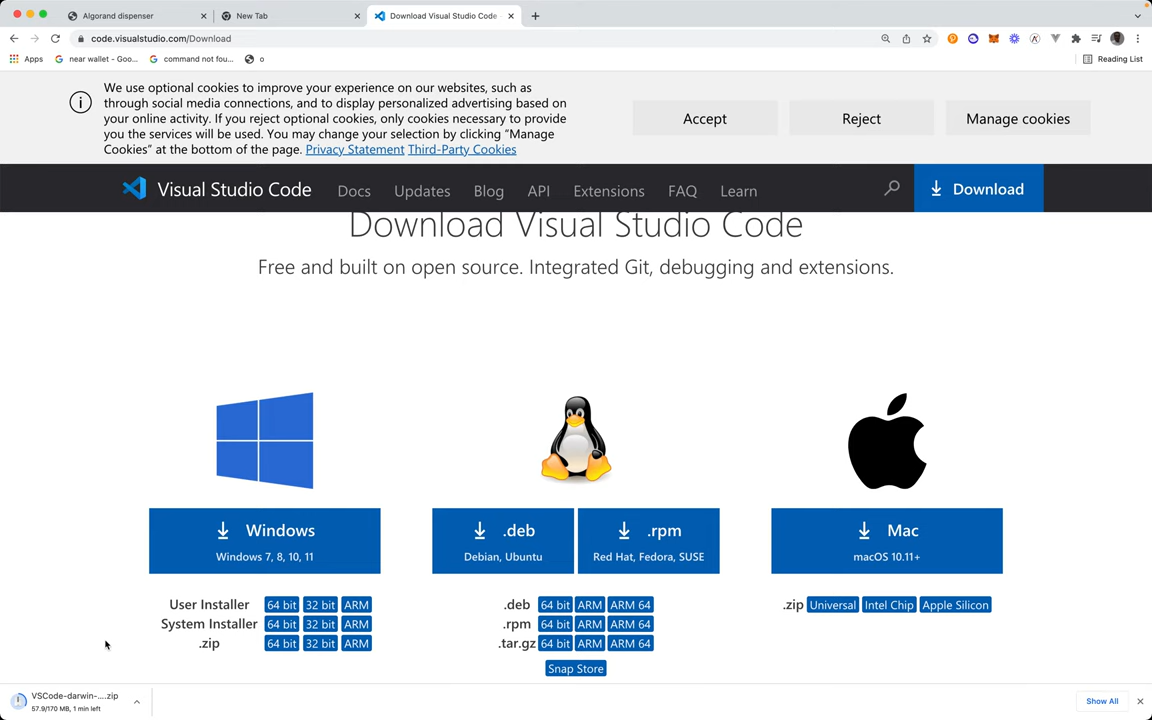 Algorand dispenser
New Tab
Download Visual Studio Code -
code.visualstudio.com/Download
Apps
near wallet - Goo...
command not fou...
o
Reading List
We use optional cookies to improve your experience on our websites, such as
through social media connections, and to display personalized advertising based on
your online activity. If you reject optional cookies, only cookies necessary to provide
you the services will be used. You may change your selection by clicking "Manage
Cookies" at the bottom of the page. Privacy Statement Third-Party Cookies
Accept
Reject
Manage cookies
Visual Studio Code
Docs
Updates
Blog
API
Extensions
FAQ
Learn
Download
Download Visual Studio Code
Free and built on open source. Integrated Git, debugging and extensions.
Windows
Windows 7, 8, 10, 11
User Installer 64 bit 32 bit ARM
System Installer 64 bit 32 bit ARM
.zip 64 bit 32 bit ARM
.deb
Debian, Ubuntu
.rpm
Red Hat, Fedora, SUSE
.deb 64 bit ARM ARM 64
.rpm 64 bit ARM ARM 64
.tar.gz 64 bit ARM ARM 64
Snap Store
Mac
macOS 10.11+
.zip Universal Intel Chip Apple Silicon
VSCode-darwin-....zip
57.9/170 MB, 1 min left
Show All